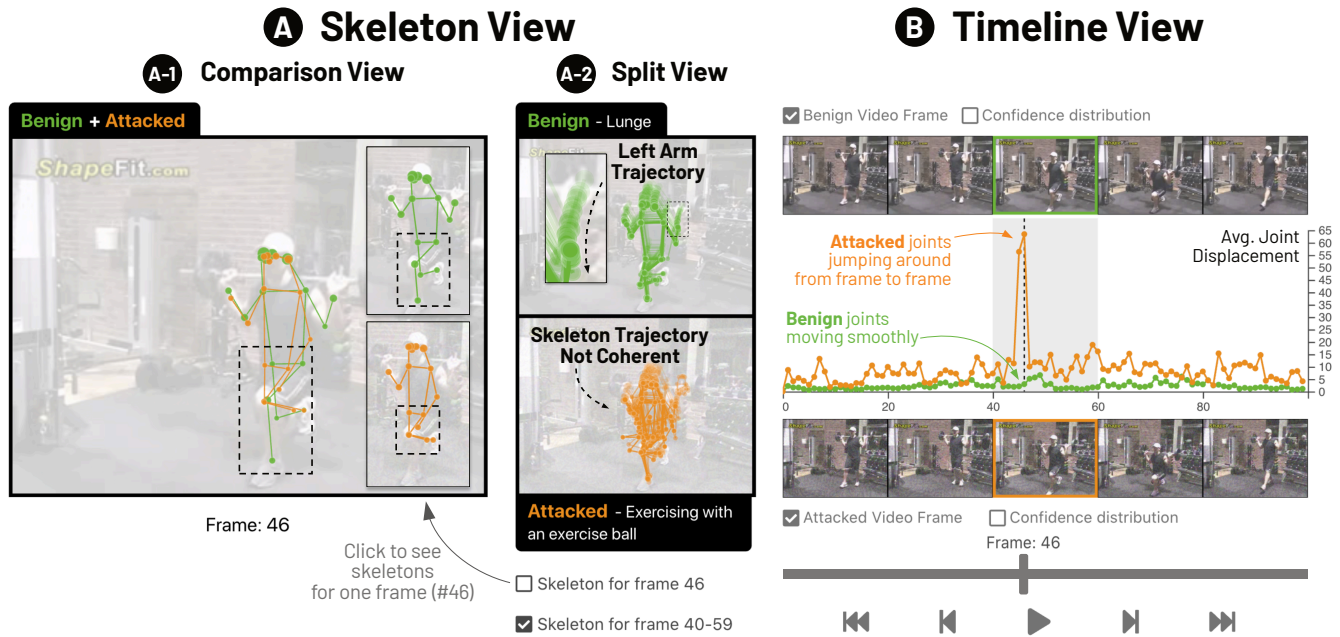 A Skeleton View
A-1 Comparison View
A-2 Split View
Benign + Attacked
ShapeFit.com
Frame: 46
Click to see
skeletons
for one frame (#46)
Benign - Lunge
Left Arm
Trajectory
Skeleton Trajectory
Not Coherent
Attacked - Exercising with
an exercise ball
Skeleton for frame 46
Skeleton for frame 40-59
B Timeline View
Benign Video Frame
Confidence distribution
Avg. Joint
Displacement
Attacked joints
jumping around
from frame to frame
Benign joints
moving smoothly
65
60
55
50
45
40
35
30
25
20
15
10
5
0
0
20
40
60
80
Attacked Video Frame
Confidence distribution
Frame: 46